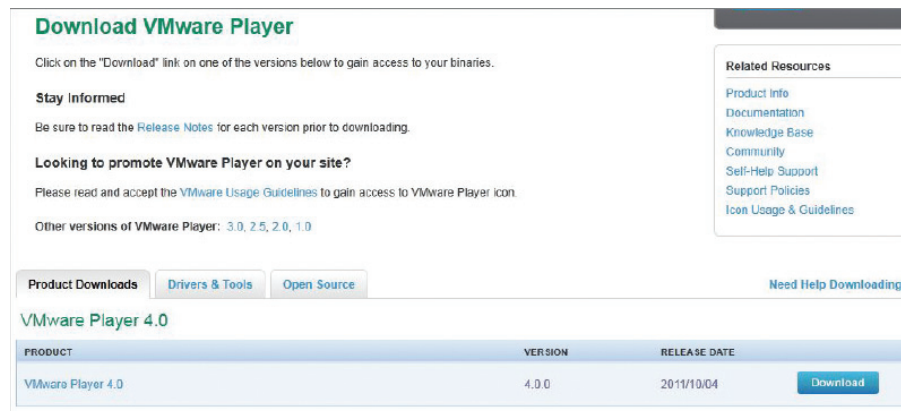 Download VMware Player
Click on the "Download" link on one of the versions below to gain access to your binaries.
Stay Informed
Be sure to read the Release Notes for each version prior to downloading.
Looking to promote VMware Player on your site?
Please read and accept the VMware Usage Guidelines to gain access to VMware Player icon.
Other versions of VMware Player: 3.0, 2.5, 2.0, 1.0
Related Resources
Product Info
Documentation
Knowledge Base
Community
Self-Help Support
Support Policies
Icon Usage & Guidelines
Product Downloads Drivers & Tools Open Source Need Help Downloading
VMware Player 4.0
PRODUCT VERSION RELEASE DATE
VMware Player 4.0 4.0.0 2011/10/04 Download